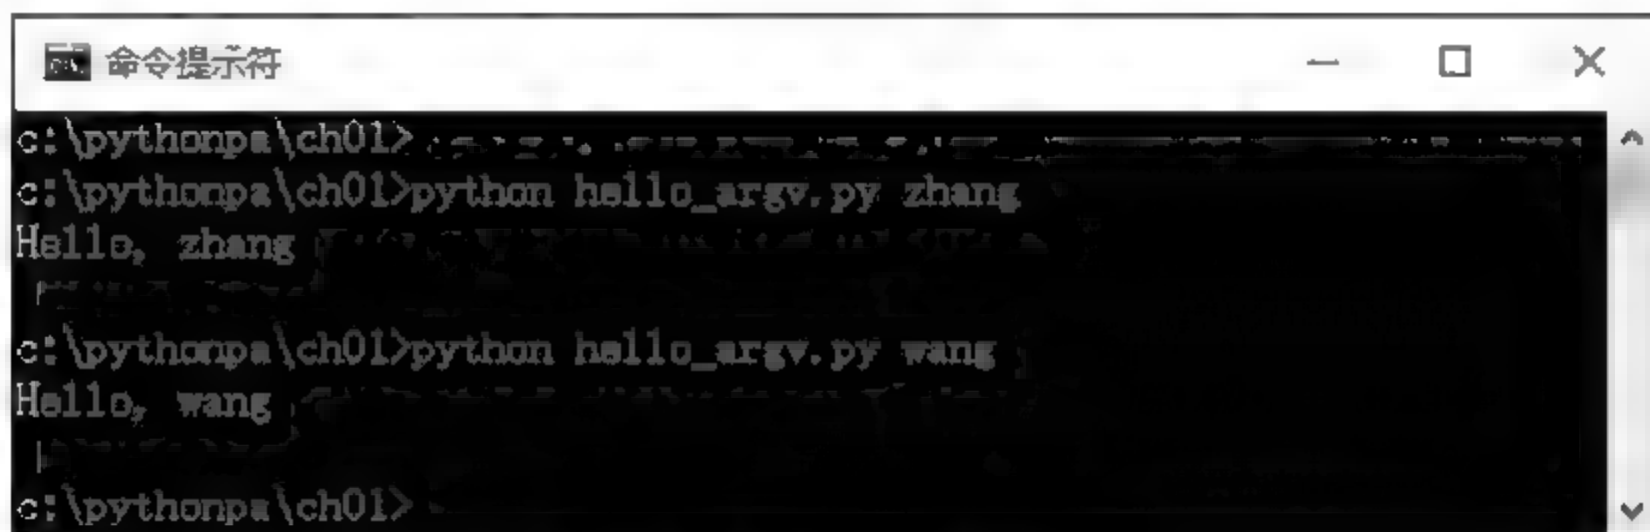 命令提示符
c:\pythonpa\ch01>
c:\pythonpa\ch01>python hello_argv.py zhang
Hello, zhang
c:\pythonpa\ch01>python hello_argv.py wang
Hello, wang
c:\pythonpa\ch01>